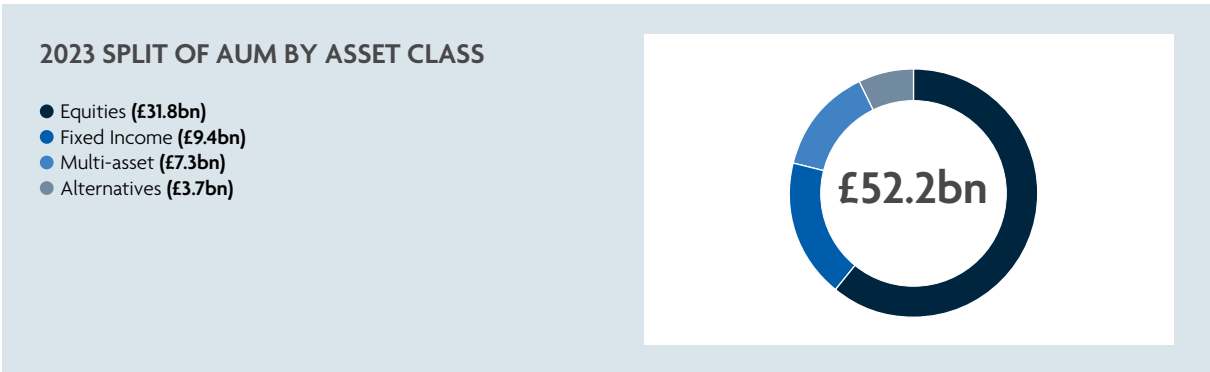 2023 SPLIT OF AUM BY ASSET CLASS
Equities (£31.8bn)
Fixed Income (£9.4bn)
Multi-asset (£7.3bn)
Alternatives (£3.7bn)
£52.2bn